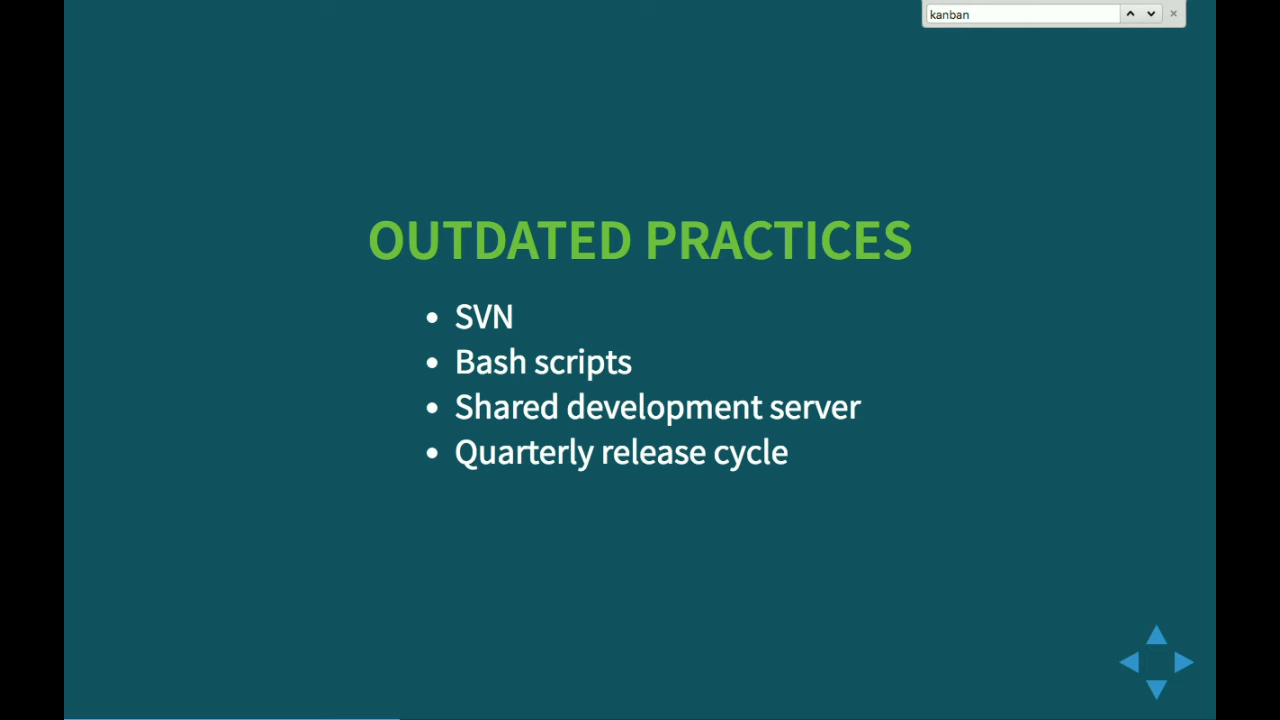 kanban
OUTDATED PRACTICES
• SVN
• Bash scripts
• Shared development server
• Quarterly release cycle